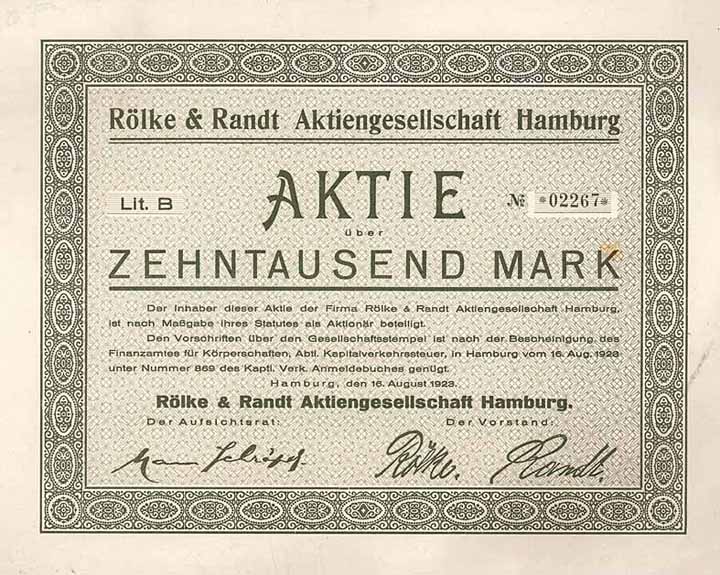 Rölke & Randt Aktiengesellschaft Hamburg
Lit. B
AKTIE
№ *02267*
über
ZEHNTAUSEND MARK
Der Inhaber dieser Aktie der Firma Rölke & Randt Aktiengesellschaft Hamburg,
ist nach Maßgabe ihres Statutes als Aktionär beteiligt.
Den Vorschriften über den Gesellschaftsstempel ist nach der Bescheinigung des
Finanzamtes für Körperschaften, Abtl. Kapitalverkehrssteuer, in Hamburg vom 16. Aug. 1923
unter Nummer 869 des Kaptl. Verk. Anmeldebuches genügt.
Hamburg, den 16. August 1923.
Rölke & Randt Aktiengesellschaft Hamburg.
Der Aufsichtsrat:
Der Vorstand:
Rölke. Randt.